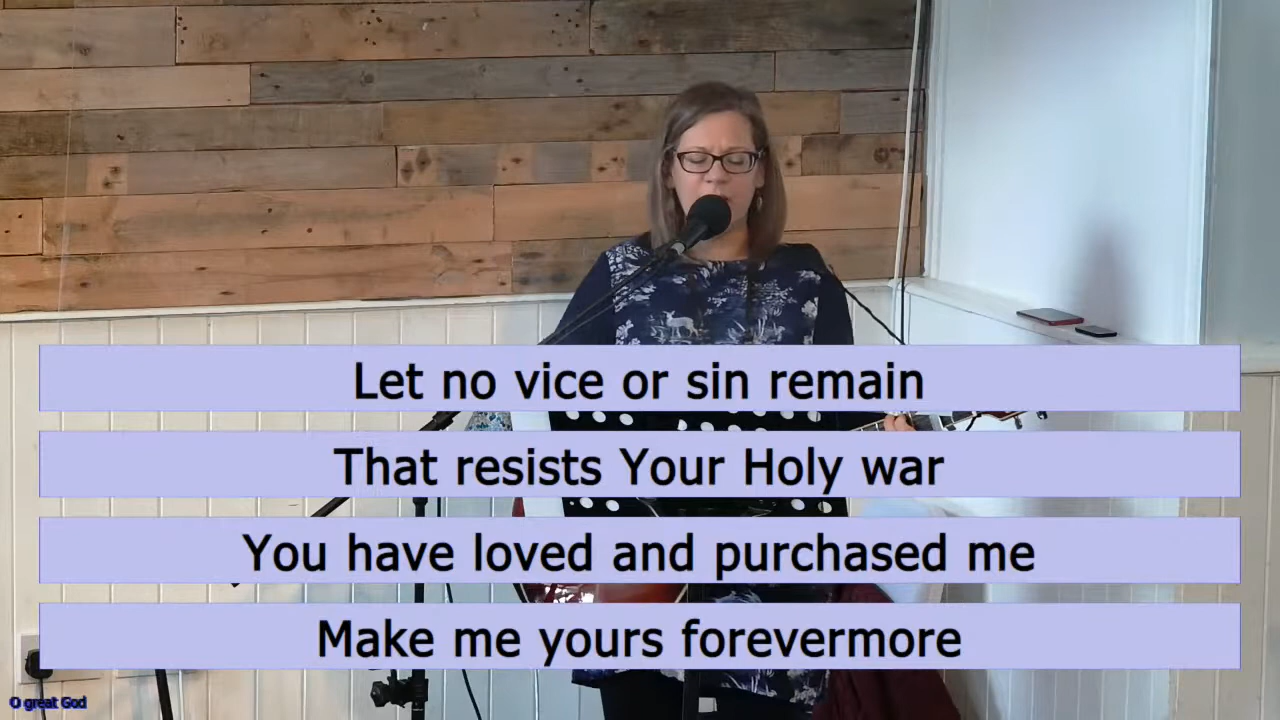 Let no vice or sin remain
That resists Your Holy war
You have loved and purchased me
Make me yours forevermore
O great God